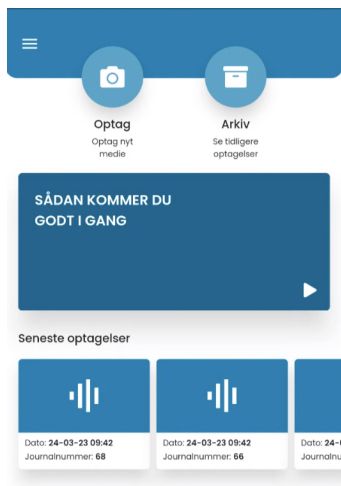 Optag
Optag nyt
medie
Arkiv
Se tidligere
optagelser
SÅDAN KOMMER DU
GODT I GANG
Seneste optagelser
Dato: 24-03-23 09:42
Journalnummer: 68
Dato: 24-03-23 09:42
Journalnummer: 66
Dato: